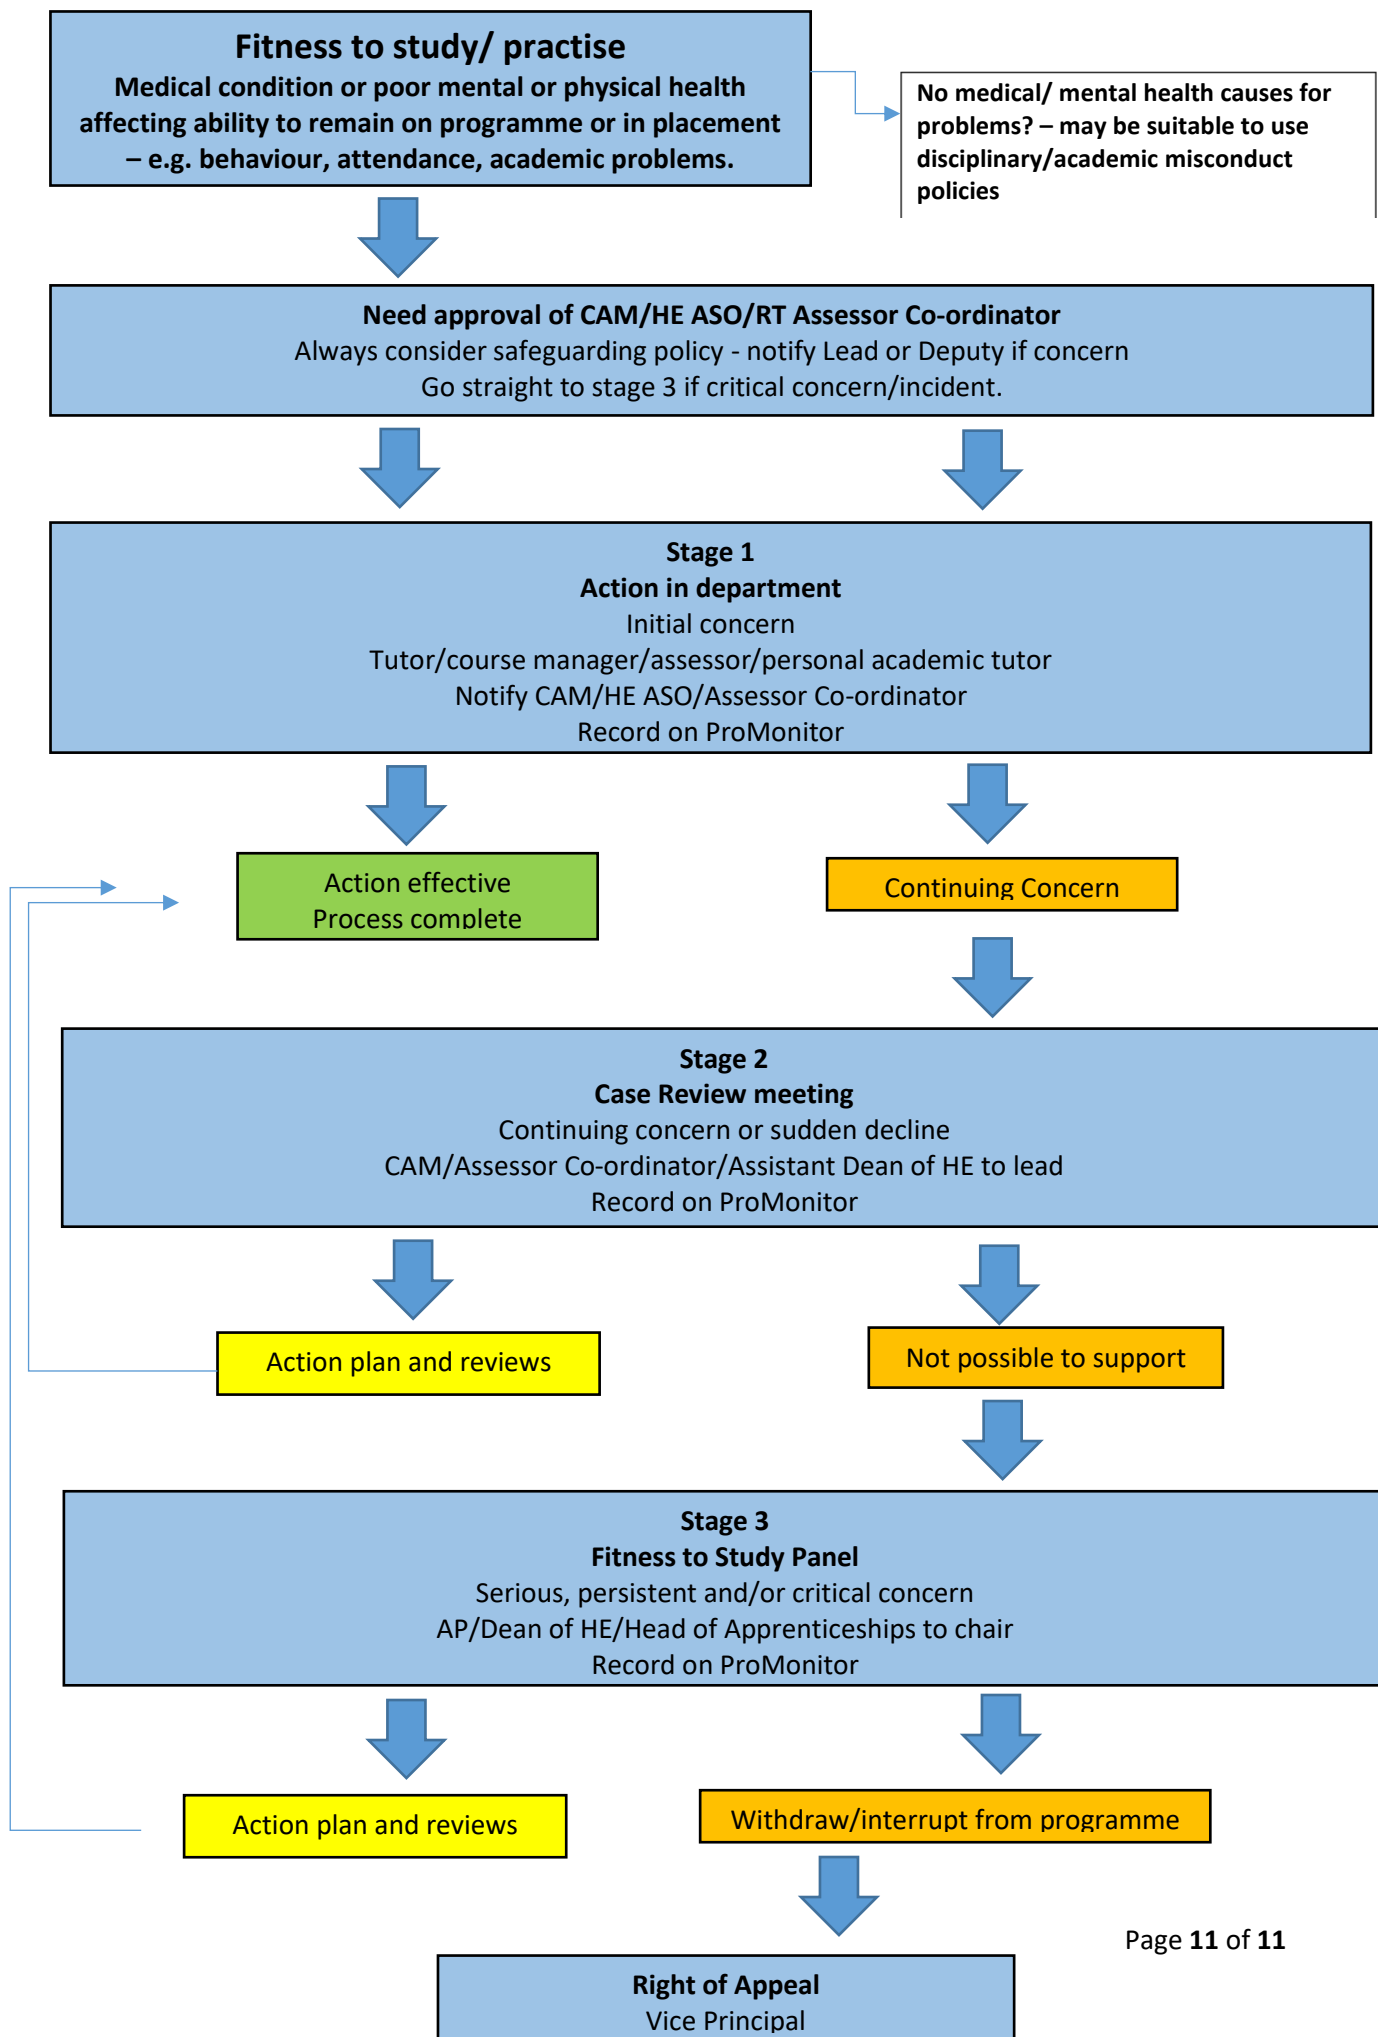 Fitness to study/ practise
Medical condition or poor mental or physical health
affecting ability to remain on programme or in placement
– e.g. behaviour, attendance, academic problems.
No medical/ mental health causes for
problems? – may be suitable to use
disciplinary/academic misconduct
policies
Need approval of CAM/HE ASO/RT Assessor Co-ordinator
Always consider safeguarding policy - notify Lead or Deputy if concern
Go straight to stage 3 if critical concern/incident.
Stage 1
Action in department
Initial concern
Tutor/course manager/assessor/personal academic tutor
Notify CAM/HE ASO/Assessor Co-ordinator
Record on ProMonitor
Action effective
Process complete
Continuing Concern
Stage 2
Case Review meeting
Continuing concern or sudden decline
CAM/Assessor Co-ordinator/Assistant Dean of HE to lead
Record on ProMonitor
Action plan and reviews
Not possible to support
Stage 3
Fitness to Study Panel
Serious, persistent and/or critical concern
AP/Dean of HE/Head of Apprenticeships to chair
Record on ProMonitor
Action plan and reviews
Withdraw/interrupt from programme
Page 11 of 11
Right of Appeal
Vice Principal